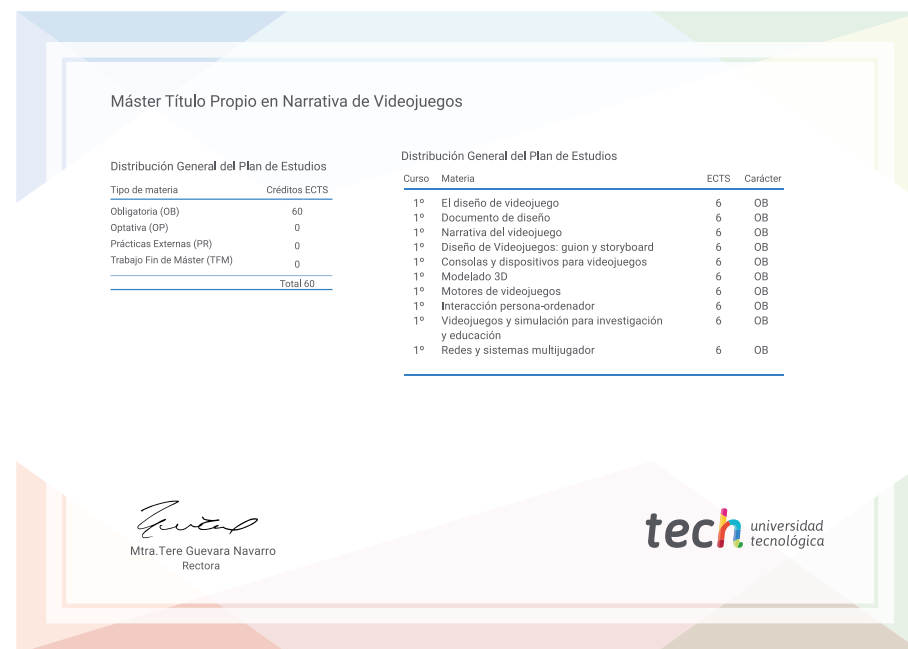 Máster Título Propio en Narrativa de Videojuegos
Distribución General del Plan de Estudios
Tipo de materia Créditos ECTS
Obligatoria (OB) 60
Optativa (OP) 0
Prácticas Externas (PR) 0
Trabajo Fin de Máster (TFM) 0
Total 60
Distribución General del Plan de Estudios
Curso Materia ECTS Carácter
1º El diseño de videojuego 6 OB
1º Documento de diseño 6 OB
1º Narrativa del videojuego 6 OB
1º Diseño de Videojuegos: guion y storyboard 6 OB
1º Consolas y dispositivos para videojuegos 6 OB
1º Modelado 3D 6 OB
1º Motores de videojuegos 6 OB
1º Interacción persona-ordenador 6 OB
1º Videojuegos y simulación para investigación 6 OB
y educación
1º Redes y sistemas multijugador 6 OB
Mtra.Tere Guevara Navarro
Rectora
tech universidad
tecnológica